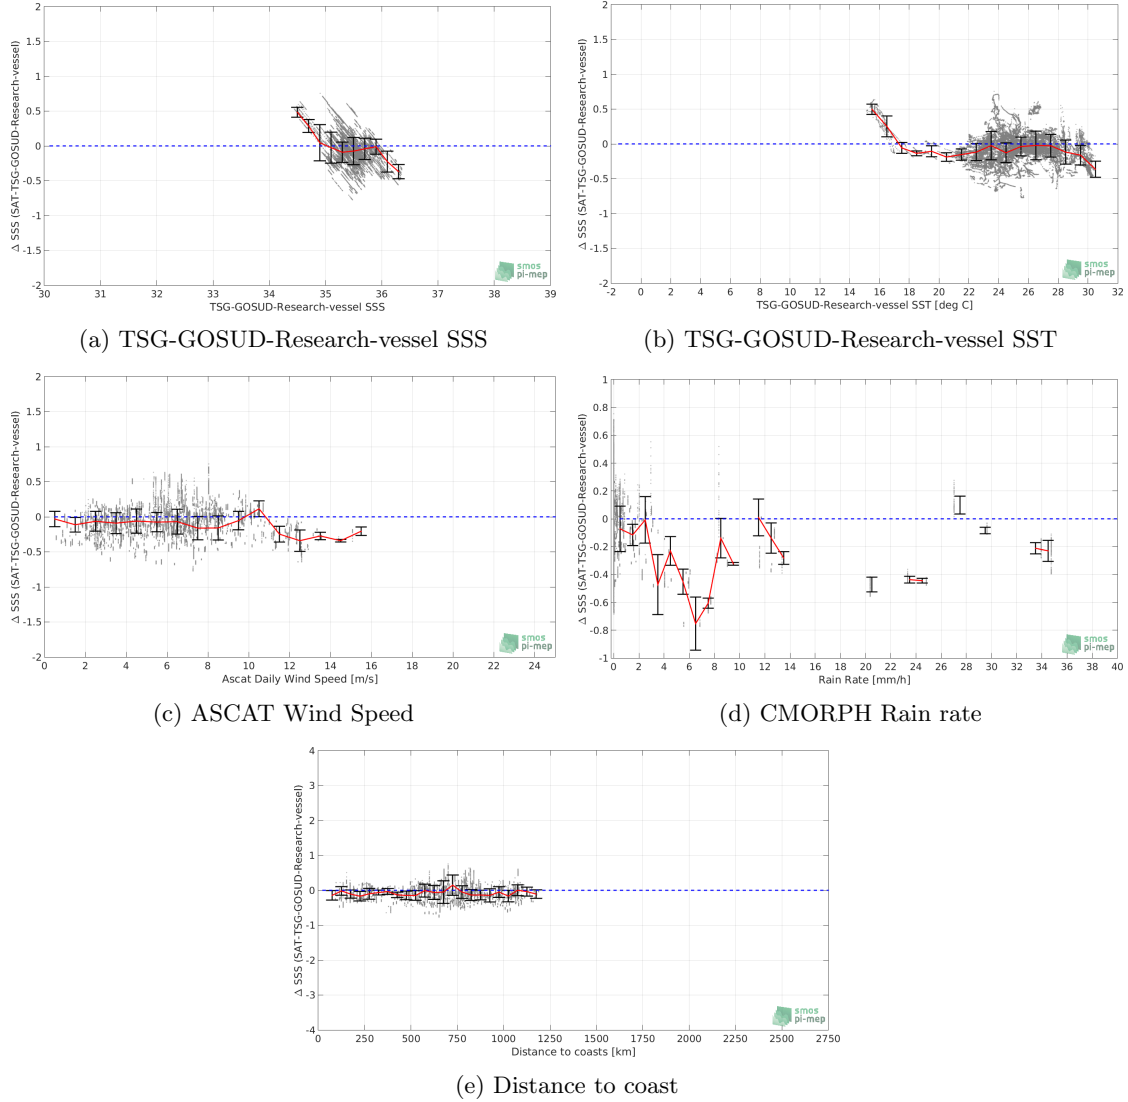 2
1.5
1
0.5
0
-0.5
-1
-1.5
-2
Δ SSS (SAT-TSG-GOSUD-Research-vessel)
30 31 32 33 34 35 36 37 38 39
TSG-GOSUD-Research-vessel SSS
smos
pi-mep
(a) TSG-GOSUD-Research-vessel SSS
2
1.5
1
0.5
0
-0.5
-1
-1.5
-2
Δ SSS (SAT-TSG-GOSUD-Research-vessel)
-2 0 2 4 6 8 10 12 14 16 18 20 22 24 26 28 30 32
TSG-GOSUD-Research-vessel SST [deg C]
smos
pi-mep
(b) TSG-GOSUD-Research-vessel SST
2
1.5
1
0.5
0
-0.5
-1
-1.5
-2
Δ SSS (SAT-TSG-GOSUD-Research-vessel)
0 2 4 6 8 10 12 14 16 18 20 22 24
Ascat Daily Wind Speed [m/s]
smos
pi-mep
(c) ASCAT Wind Speed
1
0.8
0.6
0.4
0.2
0
-0.2
-0.4
-0.6
-0.8
-1
Δ SSS (SAT-TSG-GOSUD-Research-vessel)
0 2 4 6 8 10 12 14 16 18 20 22 24 26 28 30 32 34 36 38 40
Rain Rate [mm/h]
smos
pi-mep
(d) CMORPH Rain rate
4
3
2
1
0
-1
-2
-3
-4
Δ SSS (SAT-TSG-GOSUD-Research-vessel)
0 250 500 750 1000 1250 1500 1750 2000 2250 2500 2750
Distance to coasts [km]
smos
pi-mep
(e) Distance to coast